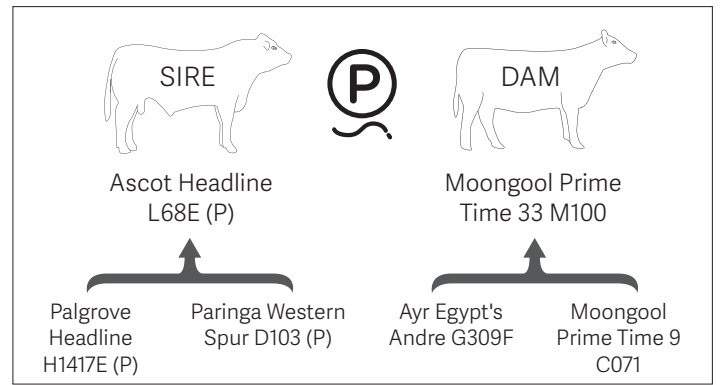 SIRE
P
DAM
Ascot Headline
L68E (P)
Moongool Prime
Time 33 M100
Palgrove
Headline
H1417E (P)
Paringa Western
Spur D103 (P)
Ayr Egypt's
Andre G309F
Moongool
Prime Time 9
C071